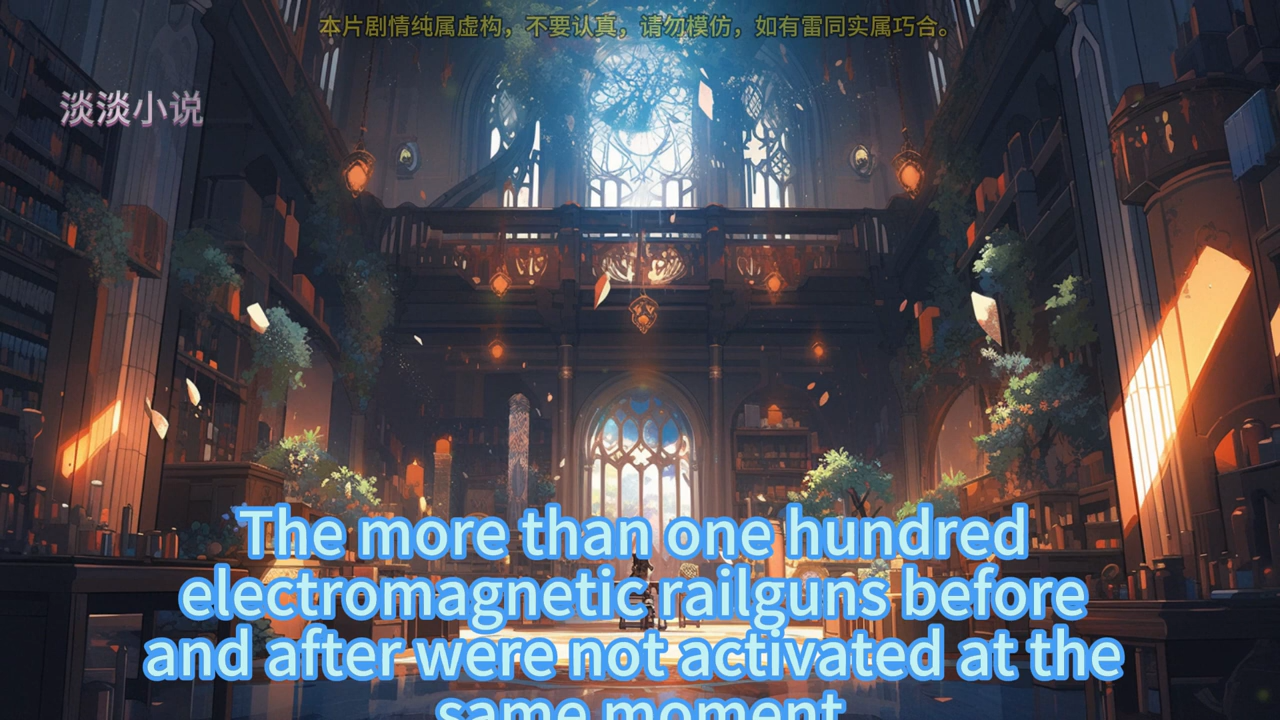 本片剧情纯属虚构，不要认真，请勿模仿，如有雷同实属巧合。
淡淡小说
The more than one hundred
electromagnetic railguns before
and after were not activated at the
same moment